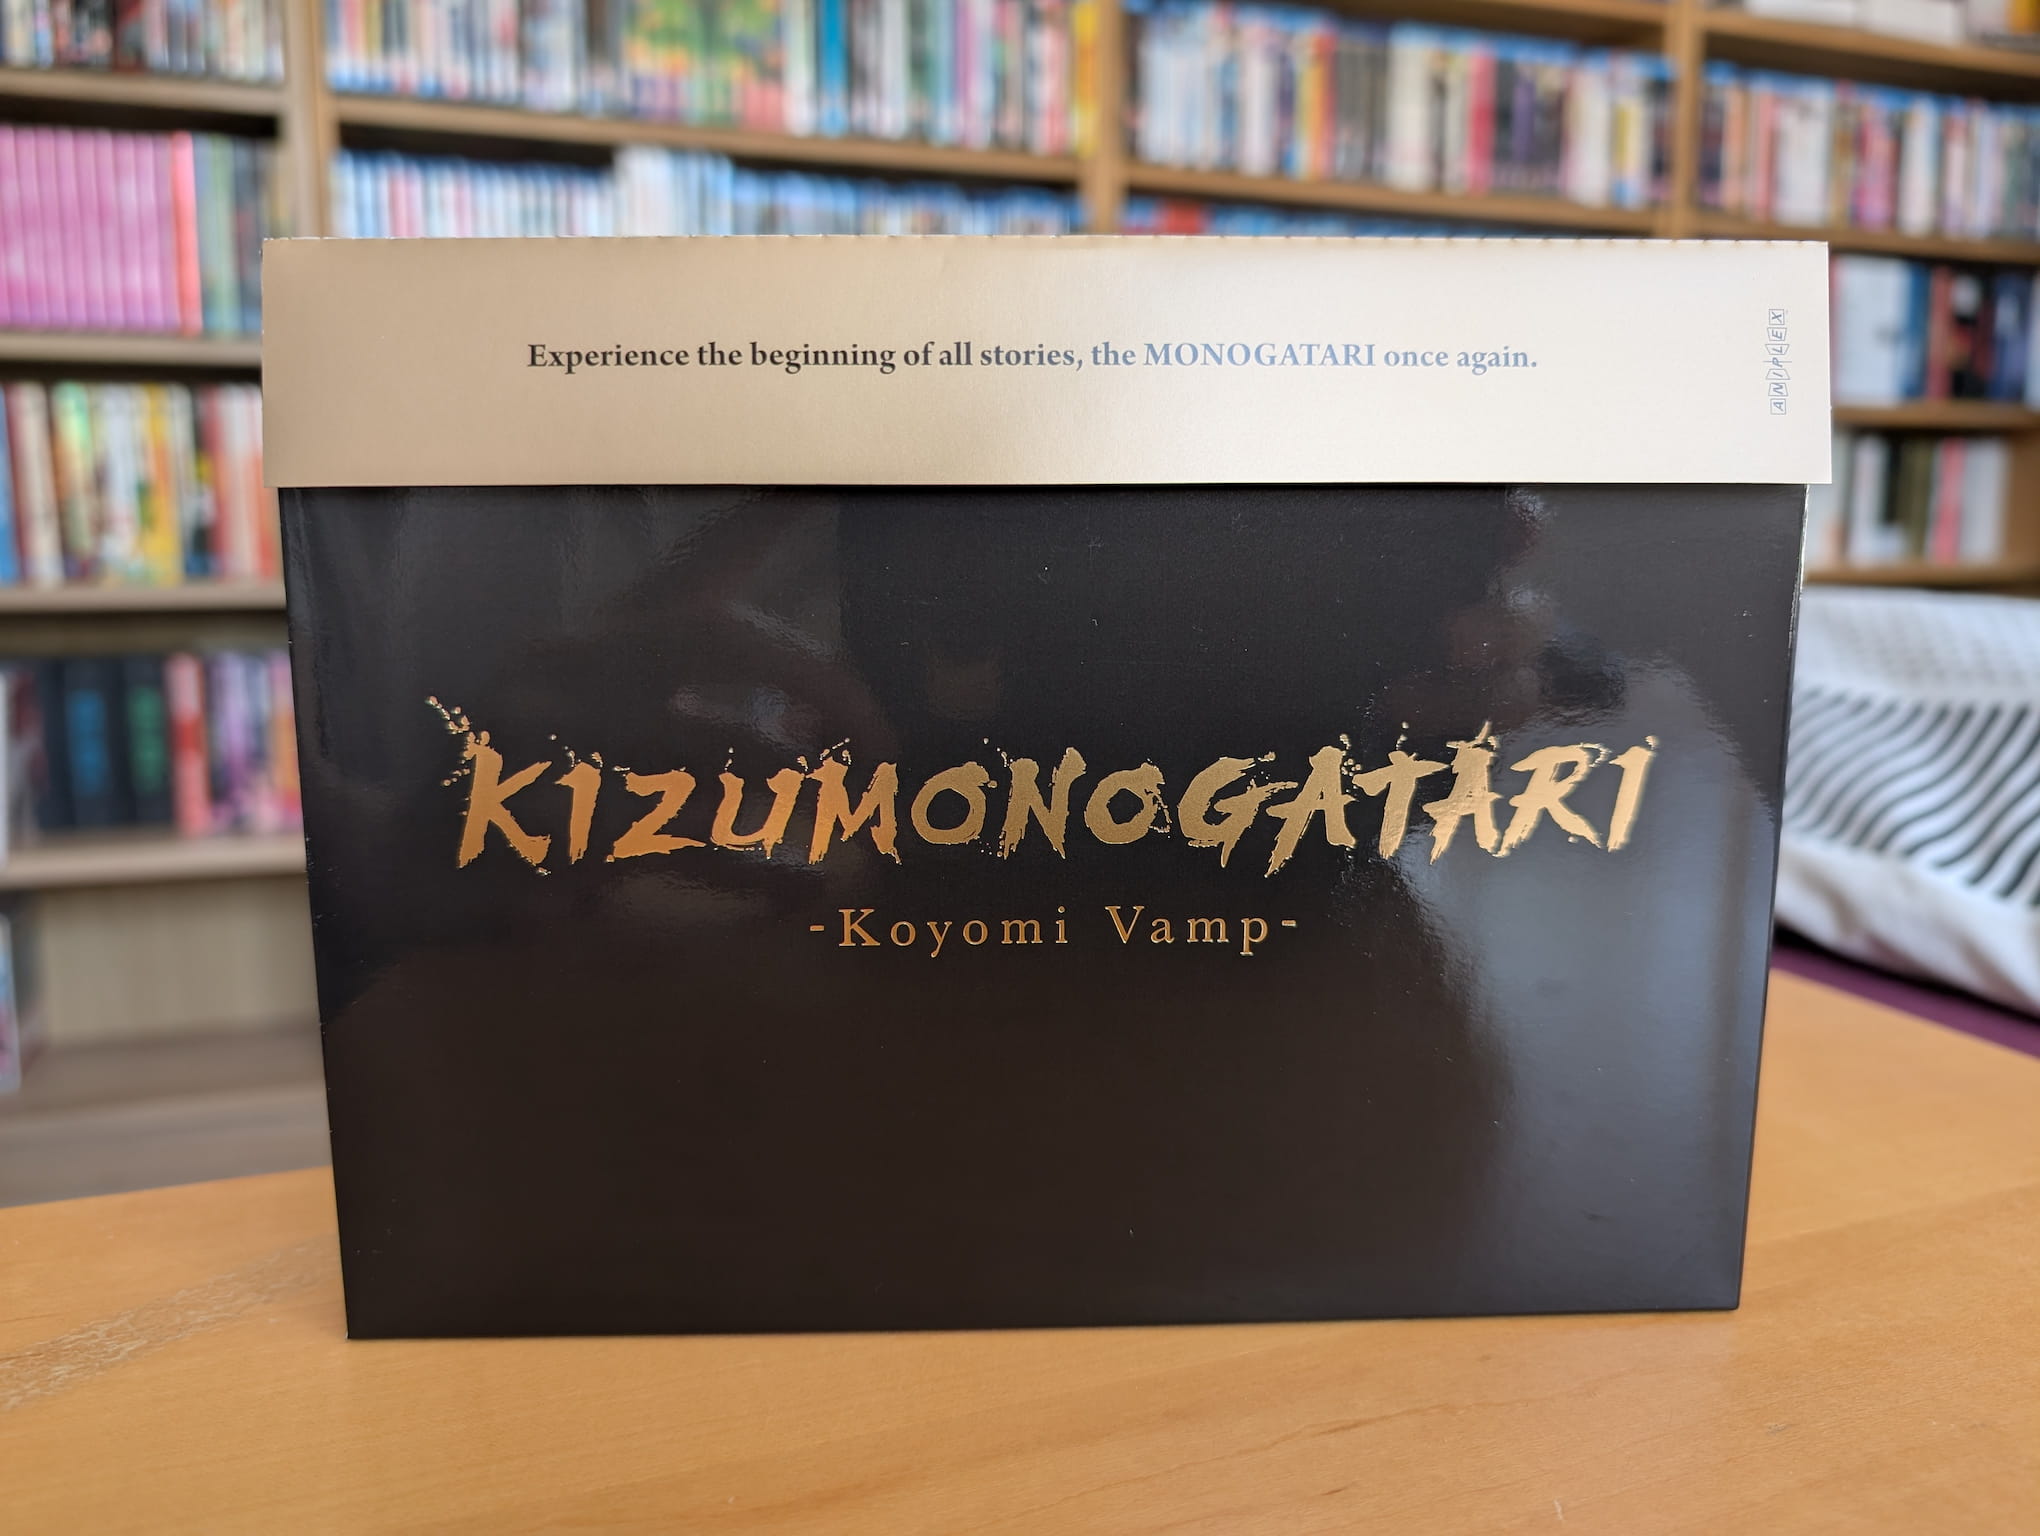 Experience the beginning of all stories, the MONOGATARI once again.
ANIPLEX
KIZUMONOGATARI
-Koyomi Vamp-